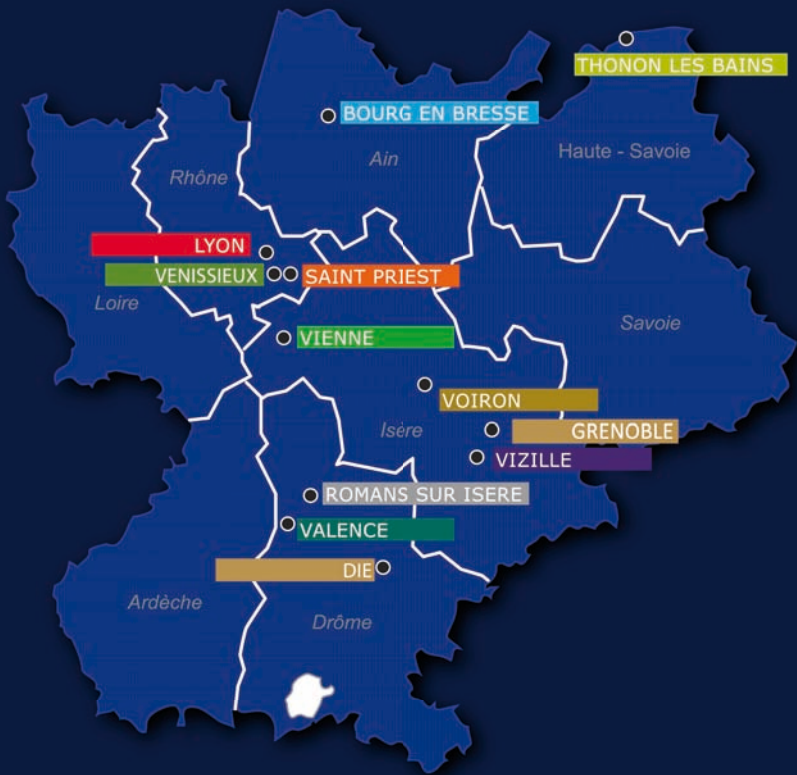 THONON LES BAINS
BOURG EN BRESSE
Haute - Savoie
Ain
Rhône
LYON
VENISSIEUX
SAINT PRIEST
Loire
Savoie
VIENNE
VOIRON
Isère
GRENOBLE
VIZILLE
ROMANS SUR ISERE
VALENCE
DIE
Ardèche
Drôme